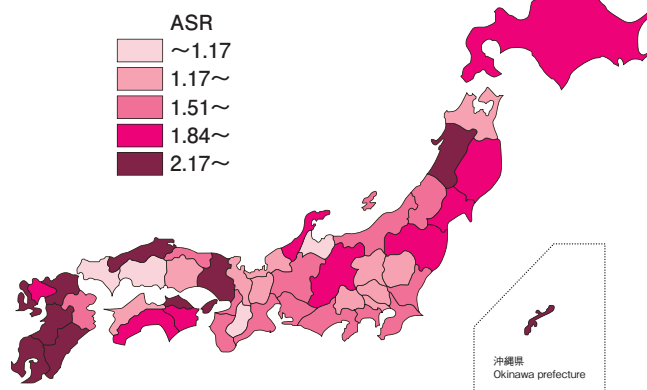 ASR
～1.17
1.17～
1.51～
1.84～
2.17～
沖縄県
Okinawa prefecture